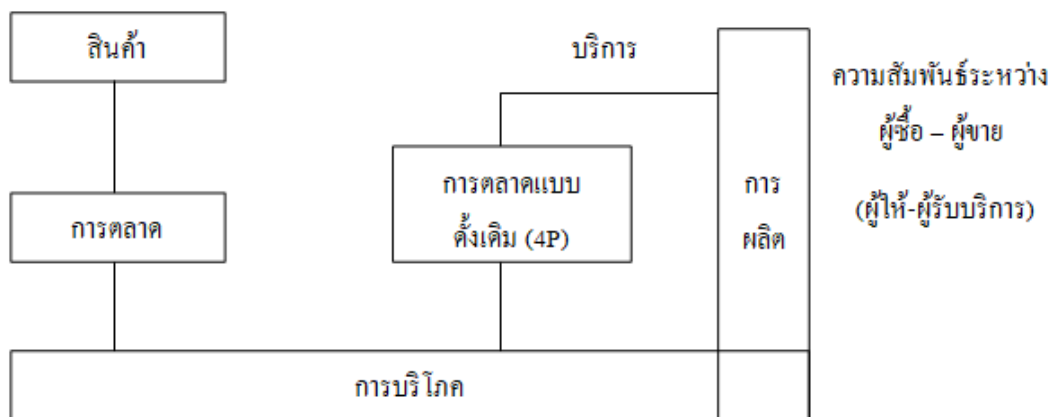 สินค้า
บริการ
ความสัมพันธ์ระหว่าง
ผู้ซื้อ – ผู้ขาย
(ผู้ให้-ผู้รับบริการ)
การตลาด
การตลาดแบบ
ดั้งเดิม (4P)
การ
ผลิต
การบริโภค